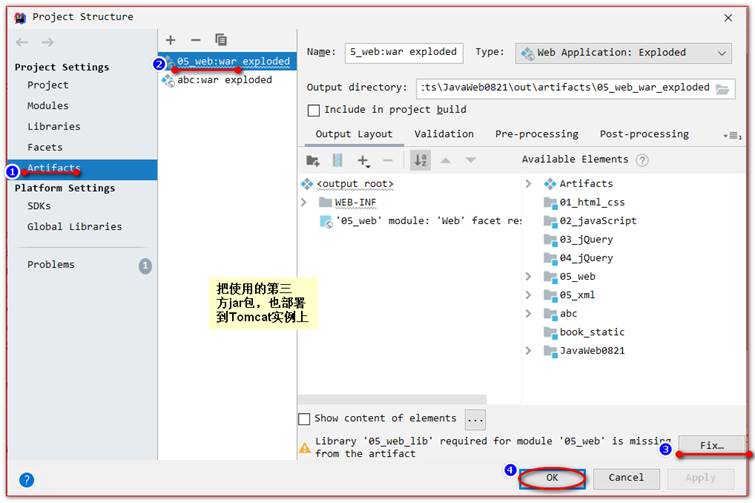 Project Structure
Project Settings
Project
Modules
Libraries
Facets
1 Artifacts
Platform Settings
SDKs
Global Libraries
Problems 1
2 05_web:war exploded
abc:war exploded
把使用的第三
方jar包，也部署
到Tomcat实例上
Name: 5_web:war exploded Type: Web Application: Exploded
Output directory: :ts\JavaWeb0821\out\artifacts\05_web_war_exploded
Include in project build
Output Layout Validation Pre-processing Post-processing
Available Elements ?
<output root>
WEB-INF
'05_web' module: 'Web' facet res
Artifacts
01_html_css
02_javaScript
03_jQuery
04_jQuery
05_web
05_xml
abc
book_static
JavaWeb0821
Show content of elements ...
Library '05_web_lib' required for module '05_web' is missing
from the artifact
3 Fix…
? 4 OK Cancel Apply